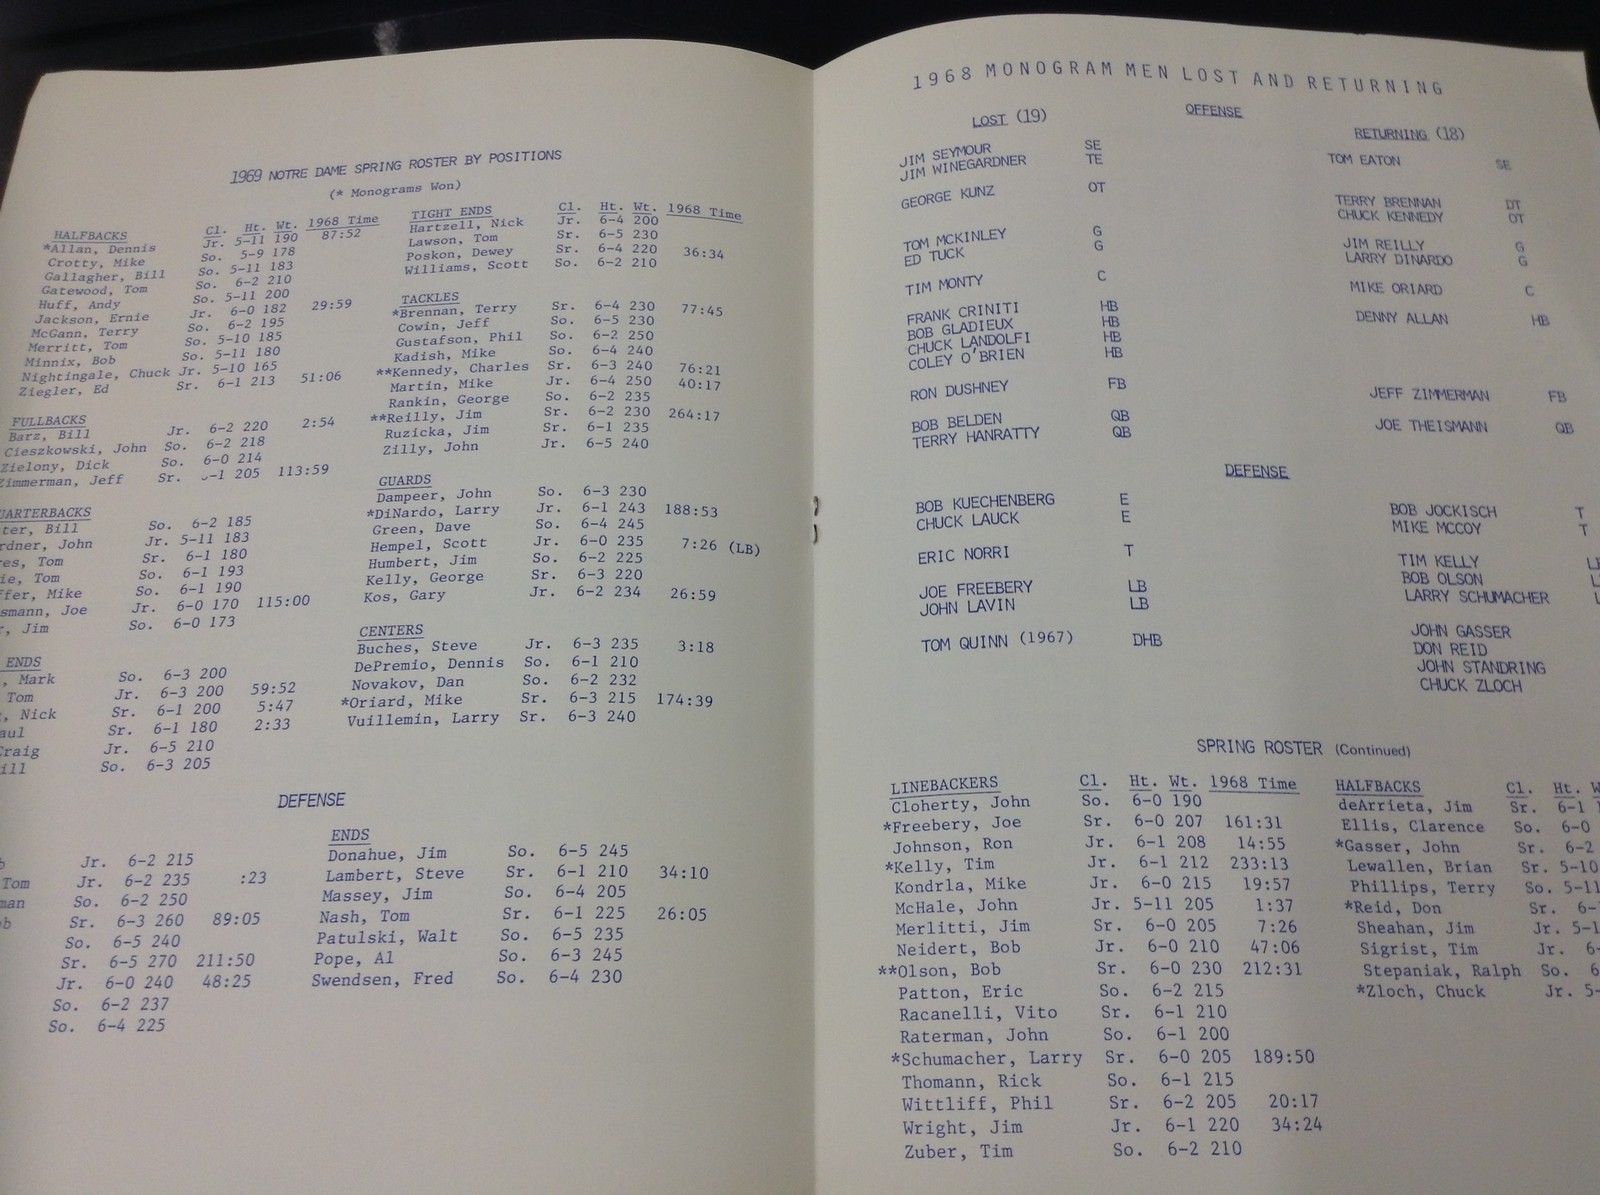 1969 NOTRE DAME SPRING ROSTER BY POSITIONS
(* Monograms Won)
HALFBACKS Cl. Ht. Wt. 1968 Time
*Allan, Dennis Jr. 5-11 190 87:52
Crotty, Mike So. 5-9 178
Gallagher, Bill So. 5-11 183
Gatewood, Tom So. 6-2 210
Huff, Andy So. 5-11 200
Jackson, Ernie Jr. 6-0 182 29:59
McGann, Terry So. 6-2 195
Merritt, Tom So. 5-10 185
Minnix, Bob So. 5-11 180
Nightingale, Chuck Jr. 5-10 165
Ziegler, Ed Sr. 6-1 213 51:06
FULLBACKS
Barz, Bill Jr. 6-2 220 2:54
Cieszkowski, John So. 6-2 218
Zielony, Dick So. 6-0 214
Zimmerman, Jeff Sr. -1 205 113:59
UARTERBACKS
ter, Bill So. 6-2 185
rdner, John Jr. 5-11 183
res, Tom Sr. 6-1 180
ie, Tom So. 6-1 193
ffer, Mike So. 6-1 190
smann, Joe Jr. 6-0 170 115:00
r, Jim So. 6-0 173
ENDS
, Mark So. 6-3 200
Tom Jr. 6-3 200 59:52
, Nick Sr. 6-1 200 5:47
aul Sr. 6-1 180 2:33
Craig Jr. 6-5 210
ill So. 6-3 205
TIGHT ENDS Cl. Ht. Wt. 1968 Time
Hartzell, Nick Jr. 6-4 200
Lawson, Tom Sr. 6-5 230
Poskon, Dewey Sr. 6-4 220 36:34
Williams, Scott So. 6-2 210
TACKLES
*Brennan, Terry Sr. 6-4 230 77:45
Cowin, Jeff So. 6-5 230
Gustafson, Phil So. 6-2 250
Kadish, Mike So. 6-4 240
**Kennedy, Charles Sr. 6-3 240 76:21
Martin, Mike Jr. 6-4 250 40:17
Rankin, George So. 6-2 235
**Reilly, Jim Sr. 6-2 230 264:17
Ruzicka, Jim Sr. 6-1 235
Zilly, John Jr. 6-5 240
GUARDS
Dampeer, John So. 6-3 230
*DiNardo, Larry Jr. 6-1 243 188:53
Green, Dave So. 6-4 245
Hempel, Scott Jr. 6-0 235 7:26 (LB)
Humbert, Jim So. 6-2 225
Kelly, George Sr. 6-3 220
Kos, Gary Jr. 6-2 234 26:59
CENTERS
Buches, Steve Jr. 6-3 235 3:18
DePremio, Dennis So. 6-1 210
Novakov, Dan So. 6-2 232
*Oriard, Mike Sr. 6-3 215 174:39
Vuillemin, Larry Sr. 6-3 240
DEFENSE
b Jr. 6-2 215
Tom Jr. 6-2 235 :23
man So. 6-2 250
ob Sr. 6-3 260 89:05
So. 6-5 240
Sr. 6-5 270 211:50
Jr. 6-0 240 48:25
So. 6-2 237
So. 6-4 225
ENDS
Donahue, Jim So. 6-5 245
Lambert, Steve Sr. 6-1 210 34:10
Massey, Jim So. 6-4 205
Nash, Tom Sr. 6-1 225 26:05
Patulski, Walt So. 6-5 235
Pope, Al So. 6-3 245
Swendsen, Fred So. 6-4 230
1968 MONOGRAM MEN LOST AND RETURNING
OFFENSE
LOST (19)
JIM SEYMOUR SE
JIM WINEGARDNER TE
GEORGE KUNZ OT
TOM MCKINLEY G
ED TUCK G
TIM MONTY C
FRANK CRINITI HB
BOB GLADIEUX HB
CHUCK LANDOLFI HB
COLEY O'BRIEN HB
RON DUSHNEY FB
BOB BELDEN QB
TERRY HANRATTY QB
RETURNING (18)
TOM EATON SE
TERRY BRENNAN DT
CHUCK KENNEDY OT
JIM REILLY G
LARRY DINARDO G
MIKE ORIARD C
DENNY ALLAN HB
JEFF ZIMMERMAN FB
JOE THEISMANN QB
DEFENSE
BOB KUECHENBERG E
CHUCK LAUCK E
ERIC NORRI T
JOE FREEBERY LB
JOHN LAVIN LB
TOM QUINN (1967) DHB
BOB JOCKISCH T
MIKE MCCOY T
TIM KELLY L
BOB OLSON L
LARRY SCHUMACHER L
JOHN GASSER
DON REID
JOHN STANDRING
CHUCK ZLOCH
SPRING ROSTER (Continued)
LINEBACKERS Cl. Ht. Wt. 1968 Time
Cloherty, John So. 6-0 190
*Freebery, Joe Sr. 6-0 207 161:31
Johnson, Ron Jr. 6-1 208 14:55
*Kelly, Tim Jr. 6-1 212 233:13
Kondrla, Mike Jr. 6-0 215 19:57
McHale, John Jr. 5-11 205 1:37
Merlitti, Jim Sr. 6-0 205 7:26
Neidert, Bob Jr. 6-0 210 47:06
**Olson, Bob Sr. 6-0 230 212:31
Patton, Eric So. 6-2 215
Racanelli, Vito Sr. 6-1 210
Raterman, John So. 6-1 200
*Schumacher, Larry Sr. 6-0 205 189:50
Thomann, Rick So. 6-1 215
Wittliff, Phil Sr. 6-2 205 20:17
Wright, Jim Jr. 6-1 220 34:24
Zuber, Tim So. 6-2 210
HALFBACKS Cl. Ht. W
deArrieta, Jim Sr. 6-1 1
Ellis, Clarence So. 6-0
*Gasser, John Sr. 6-2
Lewallen, Brian Sr. 5-10
Phillips, Terry So. 5-11
*Reid, Don Sr. 6-
Sheahan, Jim Jr. 5-1
Sigrist, Tim Jr. 6-
Stepaniak, Ralph So. 6
*Zloch, Chuck Jr. 5-